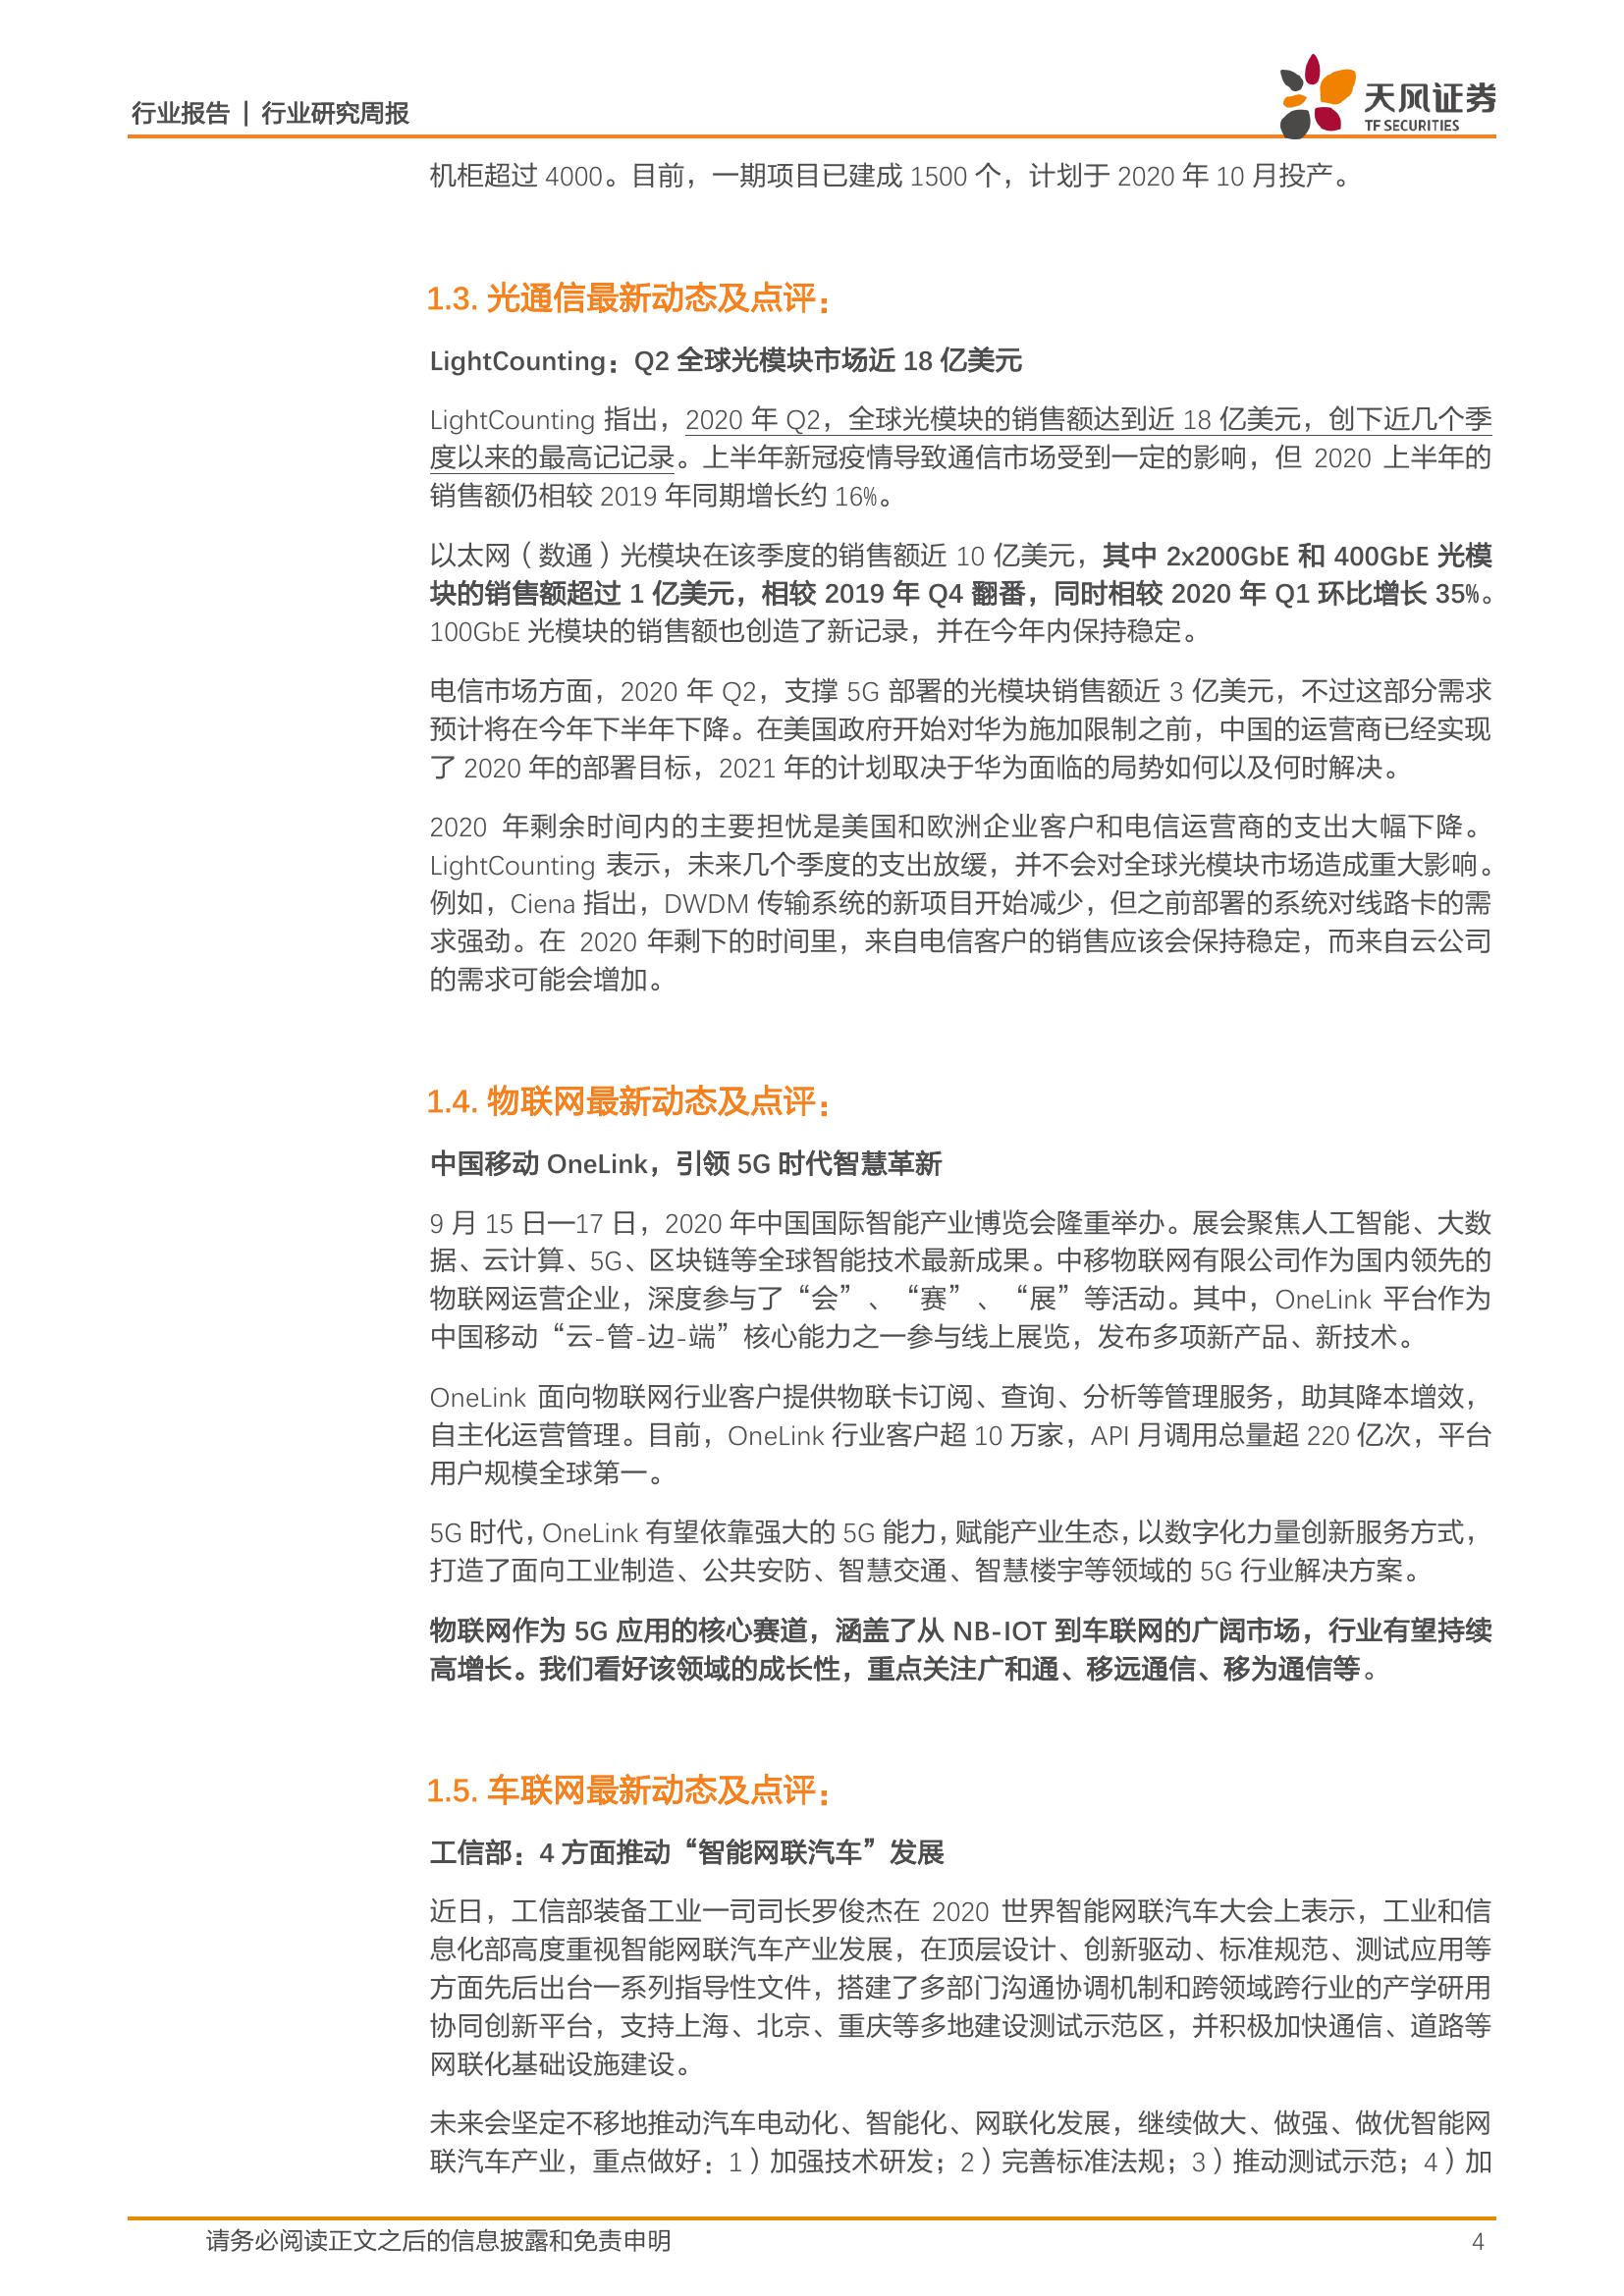 行业报告 | 行业研究周报
天风证券
TF SECURITIES
机柜超过 4000。目前，一期项目已建成 1500 个，计划于 2020 年 10 月投产。
1.3. 光通信最新动态及点评：
LightCounting：Q2 全球光模块市场近 18 亿美元
LightCounting 指出，2020 年 Q2，全球光模块的销售额达到近 18 亿美元，创下近几个季
度以来的最高记记录。上半年新冠疫情导致通信市场受到一定的影响，但 2020 上半年的
销售额仍相较 2019 年同期增长约 16%。
以太网（数通）光模块在该季度的销售额近 10 亿美元，其中 2x200GbE 和 400GbE 光模
块的销售额超过 1 亿美元，相较 2019 年 Q4 翻番，同时相较 2020 年 Q1 环比增长 35%。
100GbE 光模块的销售额也创造了新记录，并在今年内保持稳定。
电信市场方面，2020 年 Q2，支撑 5G 部署的光模块销售额近 3 亿美元，不过这部分需求
预计将在今年下半年下降。在美国政府开始对华为施加限制之前，中国的运营商已经实现
了 2020 年的部署目标，2021 年的计划取决于华为面临的局势如何以及何时解决。
2020 年剩余时间内的主要担忧是美国和欧洲企业客户和电信运营商的支出大幅下降。
LightCounting 表示，未来几个季度的支出放缓，并不会对全球光模块市场造成重大影响。
例如，Ciena 指出，DWDM 传输系统的新项目开始减少，但之前部署的系统对线路卡的需
求强劲。在 2020 年剩下的时间里，来自电信客户的销售应该会保持稳定，而来自云公司
的需求可能会增加。
1.4. 物联网最新动态及点评：
中国移动 OneLink，引领 5G 时代智慧革新
9 月 15 日—17 日，2020 年中国国际智能产业博览会隆重举办。展会聚焦人工智能、大数
据、云计算、5G、区块链等全球智能技术最新成果。中移物联网有限公司作为国内领先的
物联网运营企业，深度参与了“会”、“赛”、“展”等活动。其中，OneLink 平台作为
中国移动“云-管-边-端”核心能力之一参与线上展览，发布多项新产品、新技术。
OneLink 面向物联网行业客户提供物联卡订阅、查询、分析等管理服务，助其降本增效，
自主化运营管理。目前，OneLink 行业客户超 10 万家，API 月调用总量超 220 亿次，平台
用户规模全球第一。
5G 时代，OneLink 有望依靠强大的 5G 能力，赋能产业生态，以数字化力量创新服务方式，
打造了面向工业制造、公共安防、智慧交通、智慧楼宇等领域的 5G 行业解决方案。
物联网作为 5G 应用的核心赛道，涵盖了从 NB-IOT 到车联网的广阔市场，行业有望持续
高增长。我们看好该领域的成长性，重点关注广和通、移远通信、移为通信等。
1.5. 车联网最新动态及点评：
工信部：4 方面推动“智能网联汽车”发展
近日，工信部装备工业一司司长罗俊杰在 2020 世界智能网联汽车大会上表示，工业和信
息化部高度重视智能网联汽车产业发展，在顶层设计、创新驱动、标准规范、测试应用等
方面先后出台一系列指导性文件，搭建了多部门沟通协调机制和跨领域跨行业的产学研用
协同创新平台，支持上海、北京、重庆等多地建设测试示范区，并积极加快通信、道路等
网联化基础设施建设。
未来会坚定不移地推动汽车电动化、智能化、网联化发展，继续做大、做强、做优智能网
联汽车产业，重点做好：1）加强技术研发；2）完善标准法规；3）推动测试示范；4）加
请务必阅读正文之后的信息披露和免责申明
4